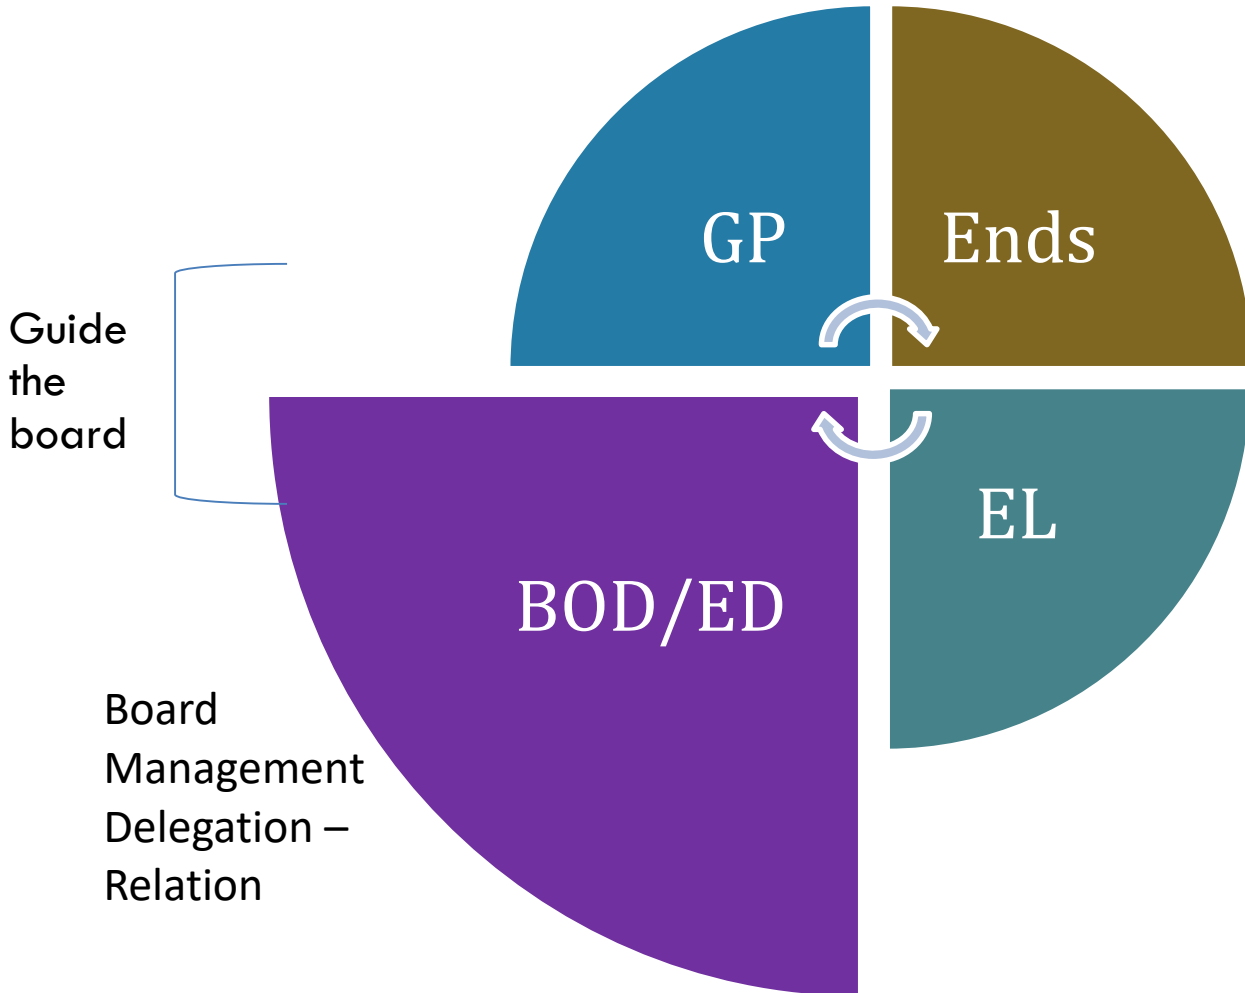 GP
Ends
Guide
the
board
EL
BOD/ED
Board
Management
Delegation –
Relation